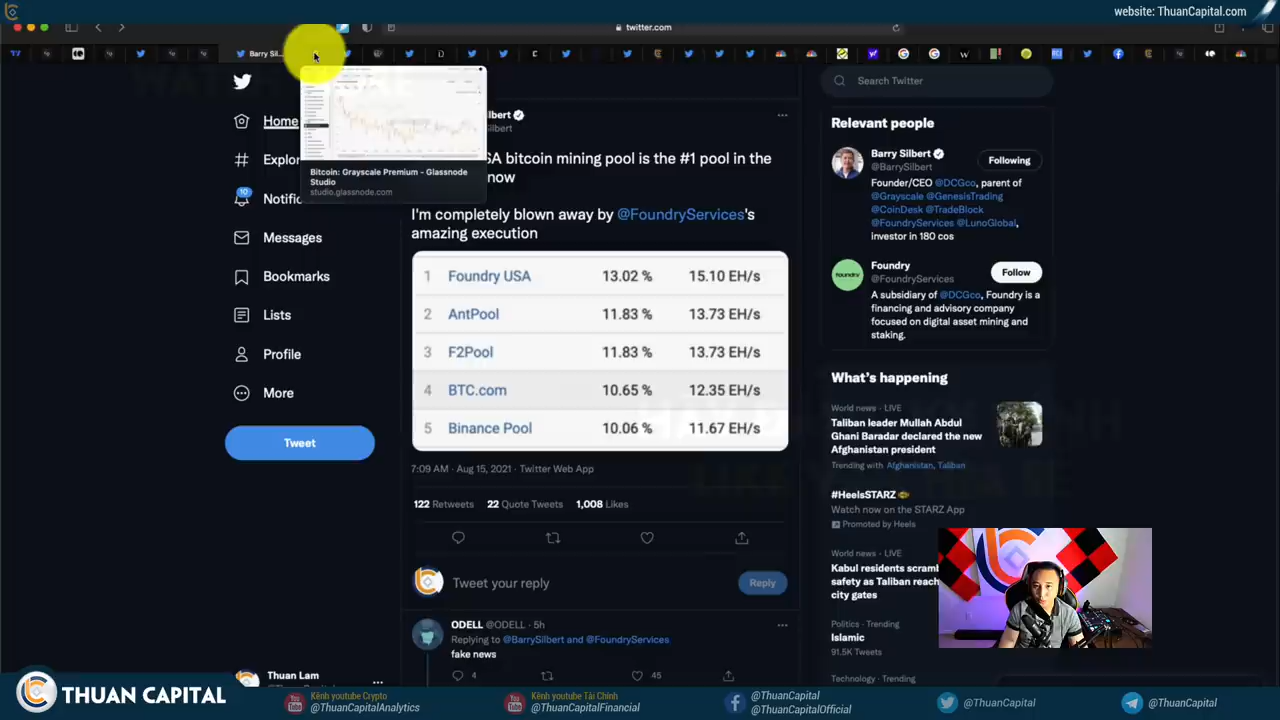 website: ThuanCapital.com
twitter.com
Barry Sil...
Search Twitter
Home
Explor
Notific
10
Messages
Bookmarks
Lists
Profile
More
Tweet
Thuan Lam
Bitcoin: Grayscale Premium - Glassnode
Studio
studio.glassnode.com
lbert
lbert
SA bitcoin mining pool is the #1 pool in the
now
I'm completely blown away by @FoundryServices's
amazing execution
1 Foundry USA 13.02 % 15.10 EH/s
2 AntPool 11.83 % 13.73 EH/s
3 F2Pool 11.83 % 13.73 EH/s
4 BTC.com 10.65 % 12.35 EH/s
5 Binance Pool 10.06 % 11.67 EH/s
7:09 AM · Aug 15, 2021 · Twitter Web App
122 Retweets 22 Quote Tweets 1,008 Likes
Tweet your reply
Reply
ODELL @ODELL · 5h
Replying to @BarrySilbert and @FoundryServices
fake news
4
45
Relevant people
Barry Silbert
@BarrySilbert
Following
Founder/CEO @DCGco, parent of
@Grayscale @GenesisTrading
@CoinDesk @TradeBlock
@FoundryServices @LunoGlobal,
investor in 180 cos
Foundry
@FoundryServices
Follow
foundry
A subsidiary of @DCGco, Foundry is a
financial and advisory company
focused on digital asset mining and
staking.
What's happening
World news · LIVE
Taliban leader Mullah Abdul
Ghani Baradar declared the new
Afghanistan president
Trending with Afghanistan, Taliban
#HeelsSTARZ
Watch now on the STARZ App
Promoted by Heels
World news · LIVE
Kabul residents scramb
safety as Taliban reach
city gates
Politics · Trending
Islamic
91.5K Tweets
Technology · Trending
THUAN CAPITAL
Kênh youtube Crypto
@ThuanCapitalAnalytics
Kênh youtube Tài Chính
@ThuanCapitalFinancial
@ThuanCapital
@ThuanCapitalOfficial
@ThuanCapital
@ThuanCapital